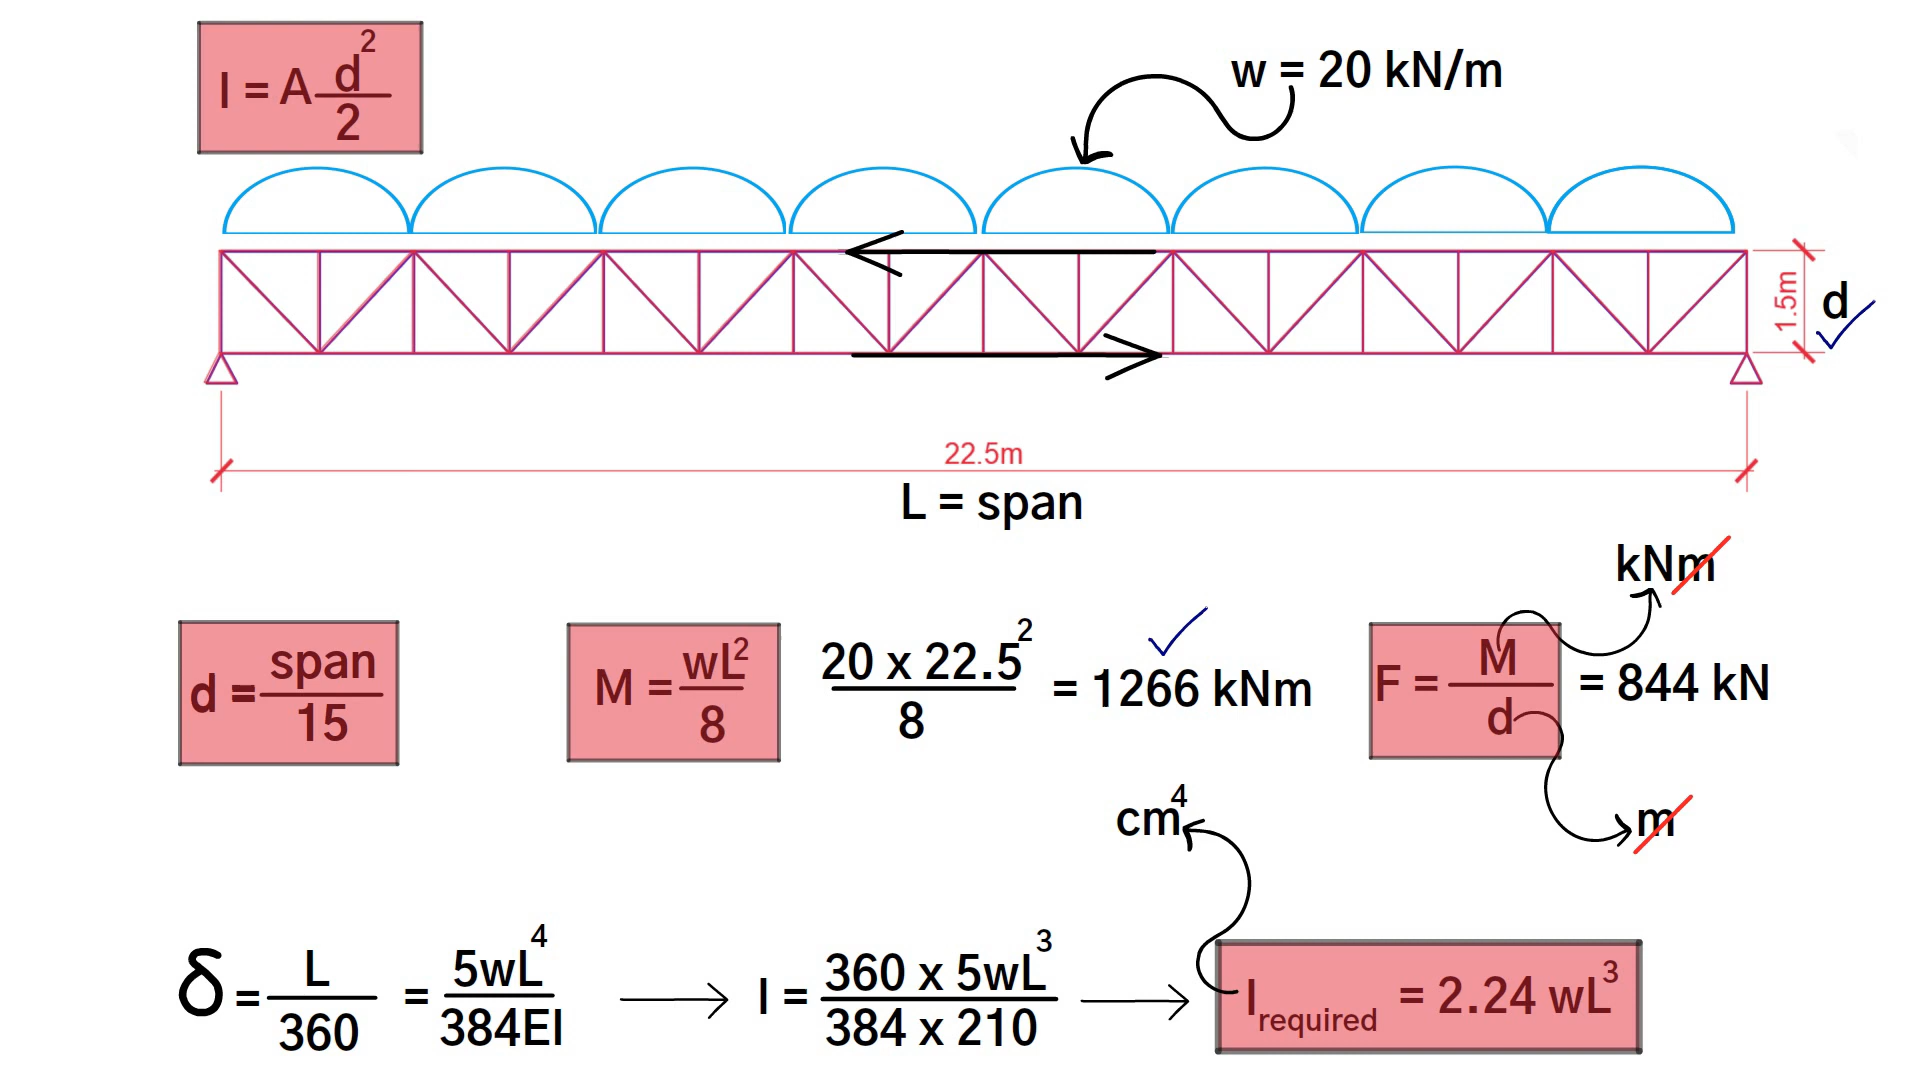 I = A d²/2
w = 20 kN/m
1.5m
d
22.5m
L = span
kNm
d = span/15
M = wL²/8
20 x 22.5²/8 = 1266 kNm
F = M/d = 844 kN
m
cm⁴
δ = L/360 = 5wL⁴/384EI
I = 360 x 5wL³/384 x 210
I required = 2.24 wL³